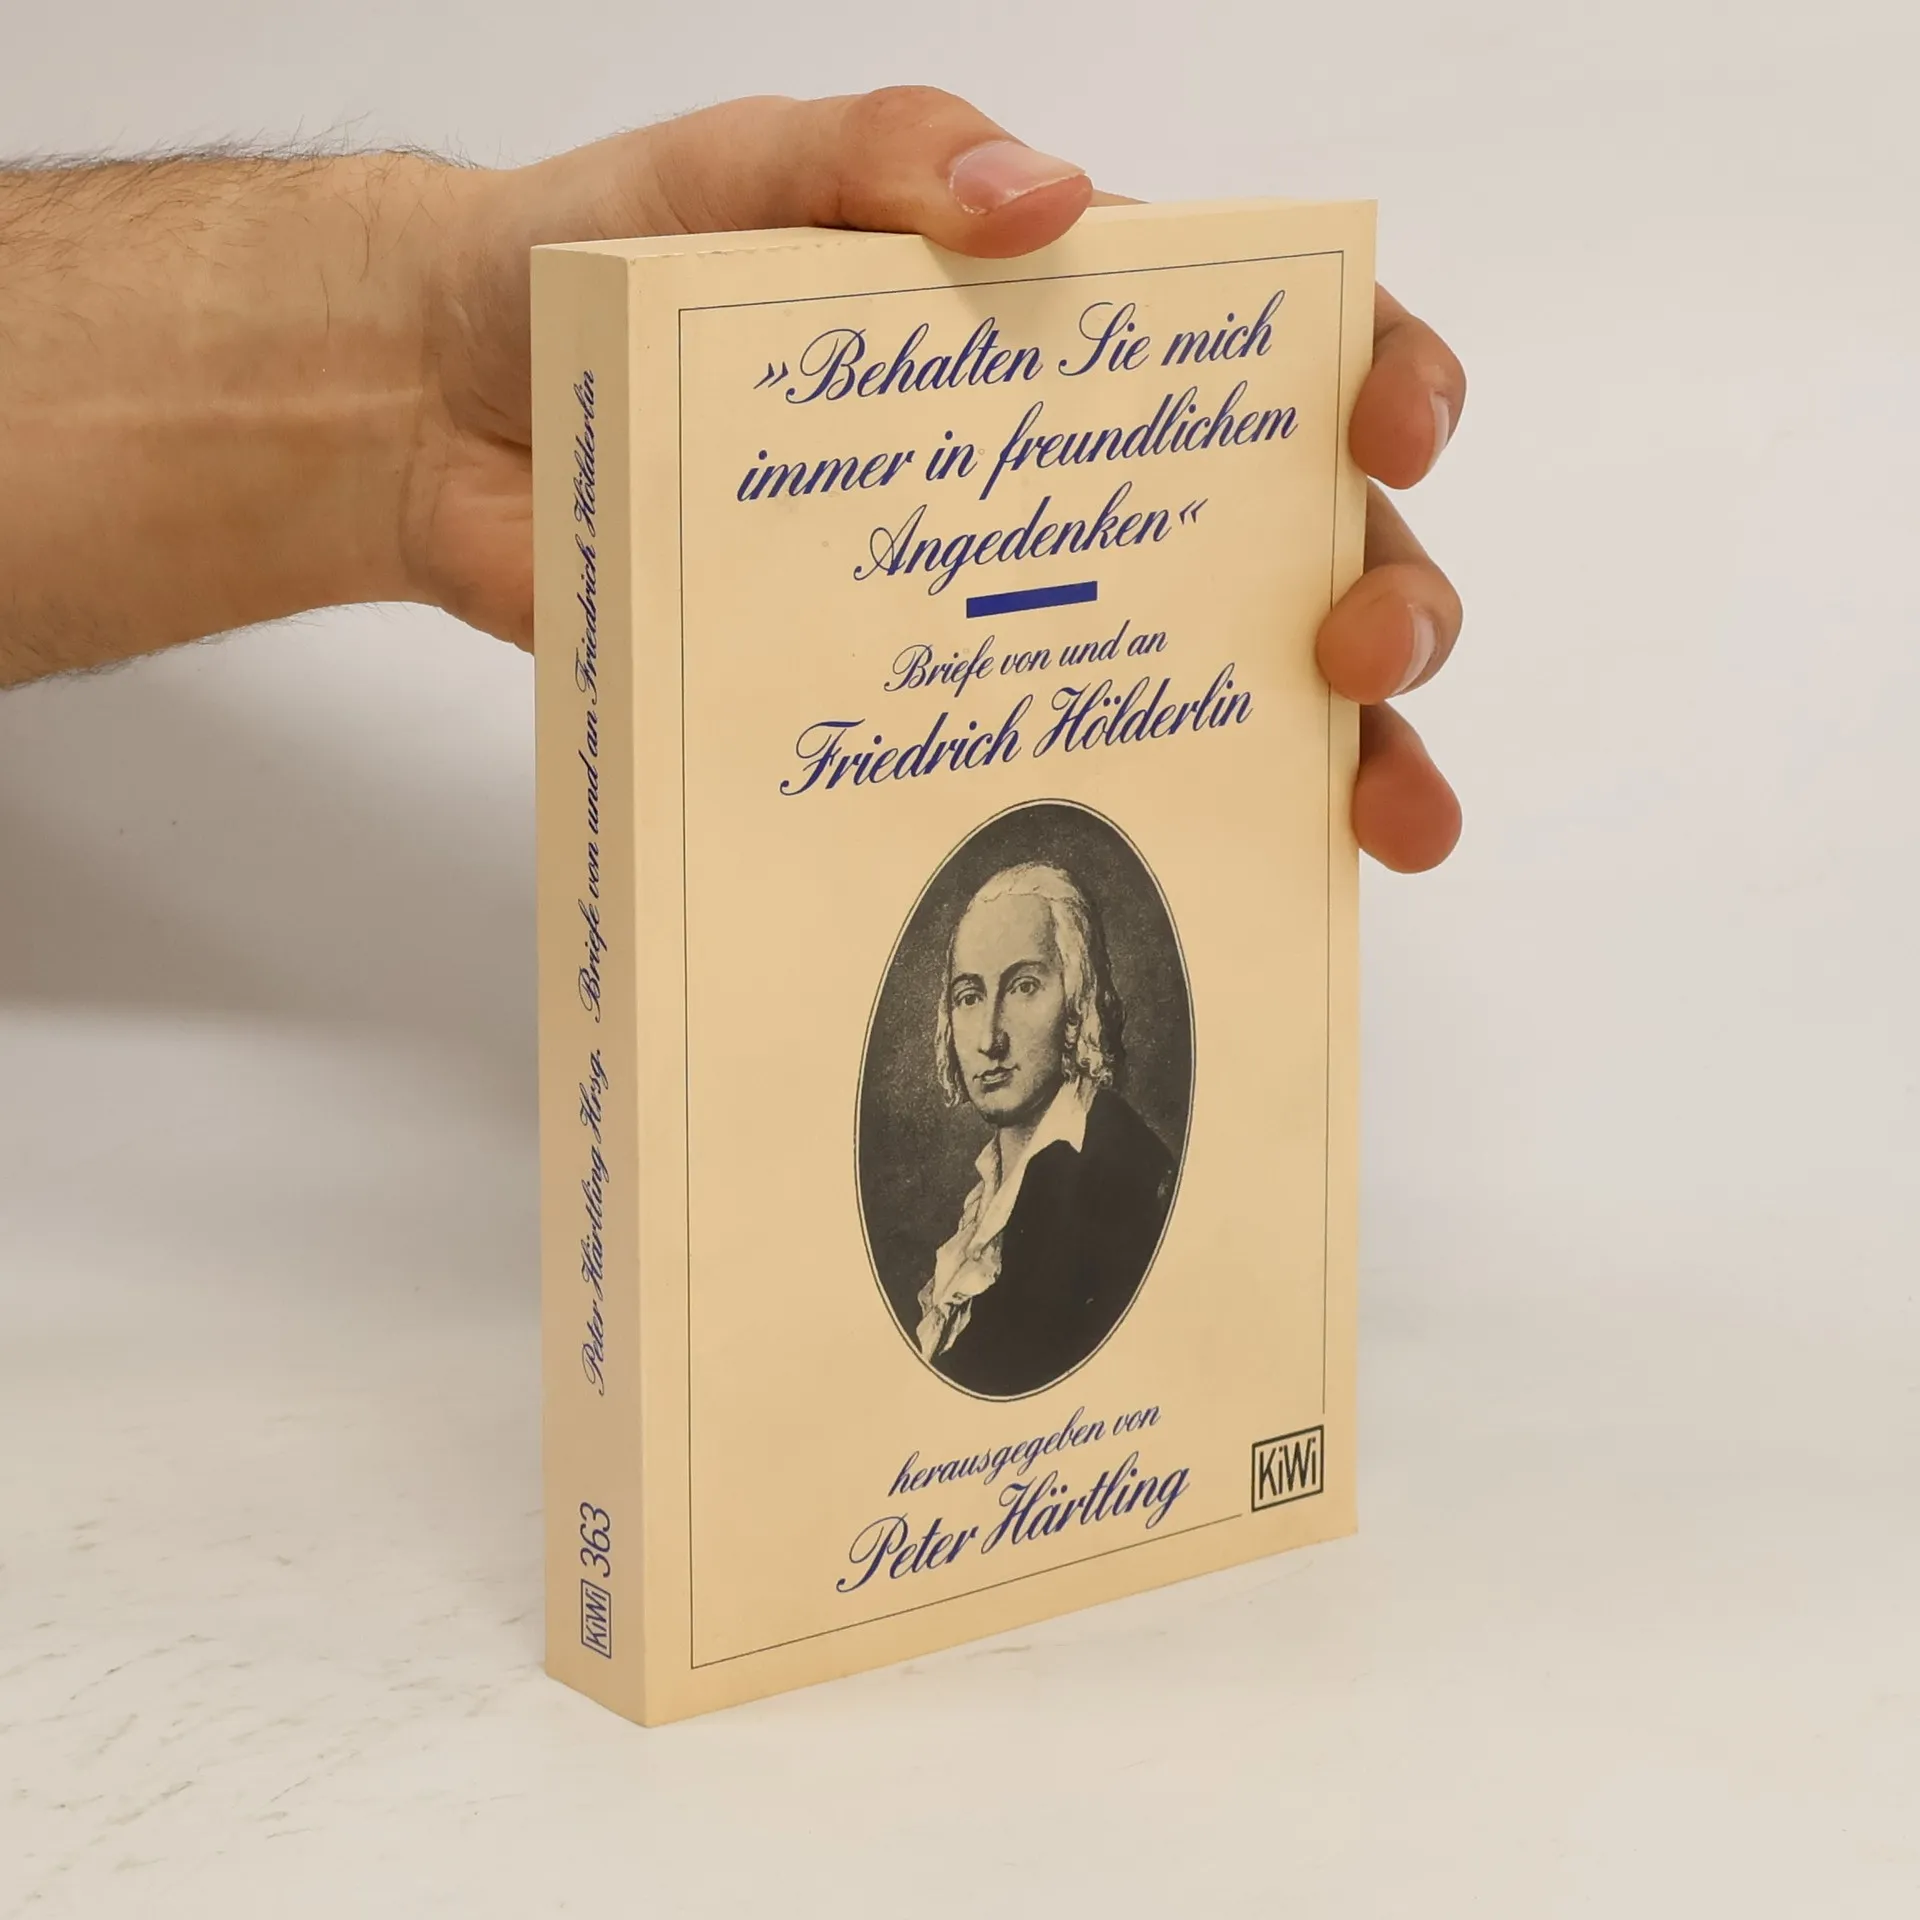 »Behalten Sie mich
immer in freundlichem
Angedenken«
Briefe von und an
Friedrich Hölderlin
herausgegeben von
Peter Härtling
KiWi
Peter Härtling Hrsg. Briefe von und an Friedrich Hölderlin
KiWi 363